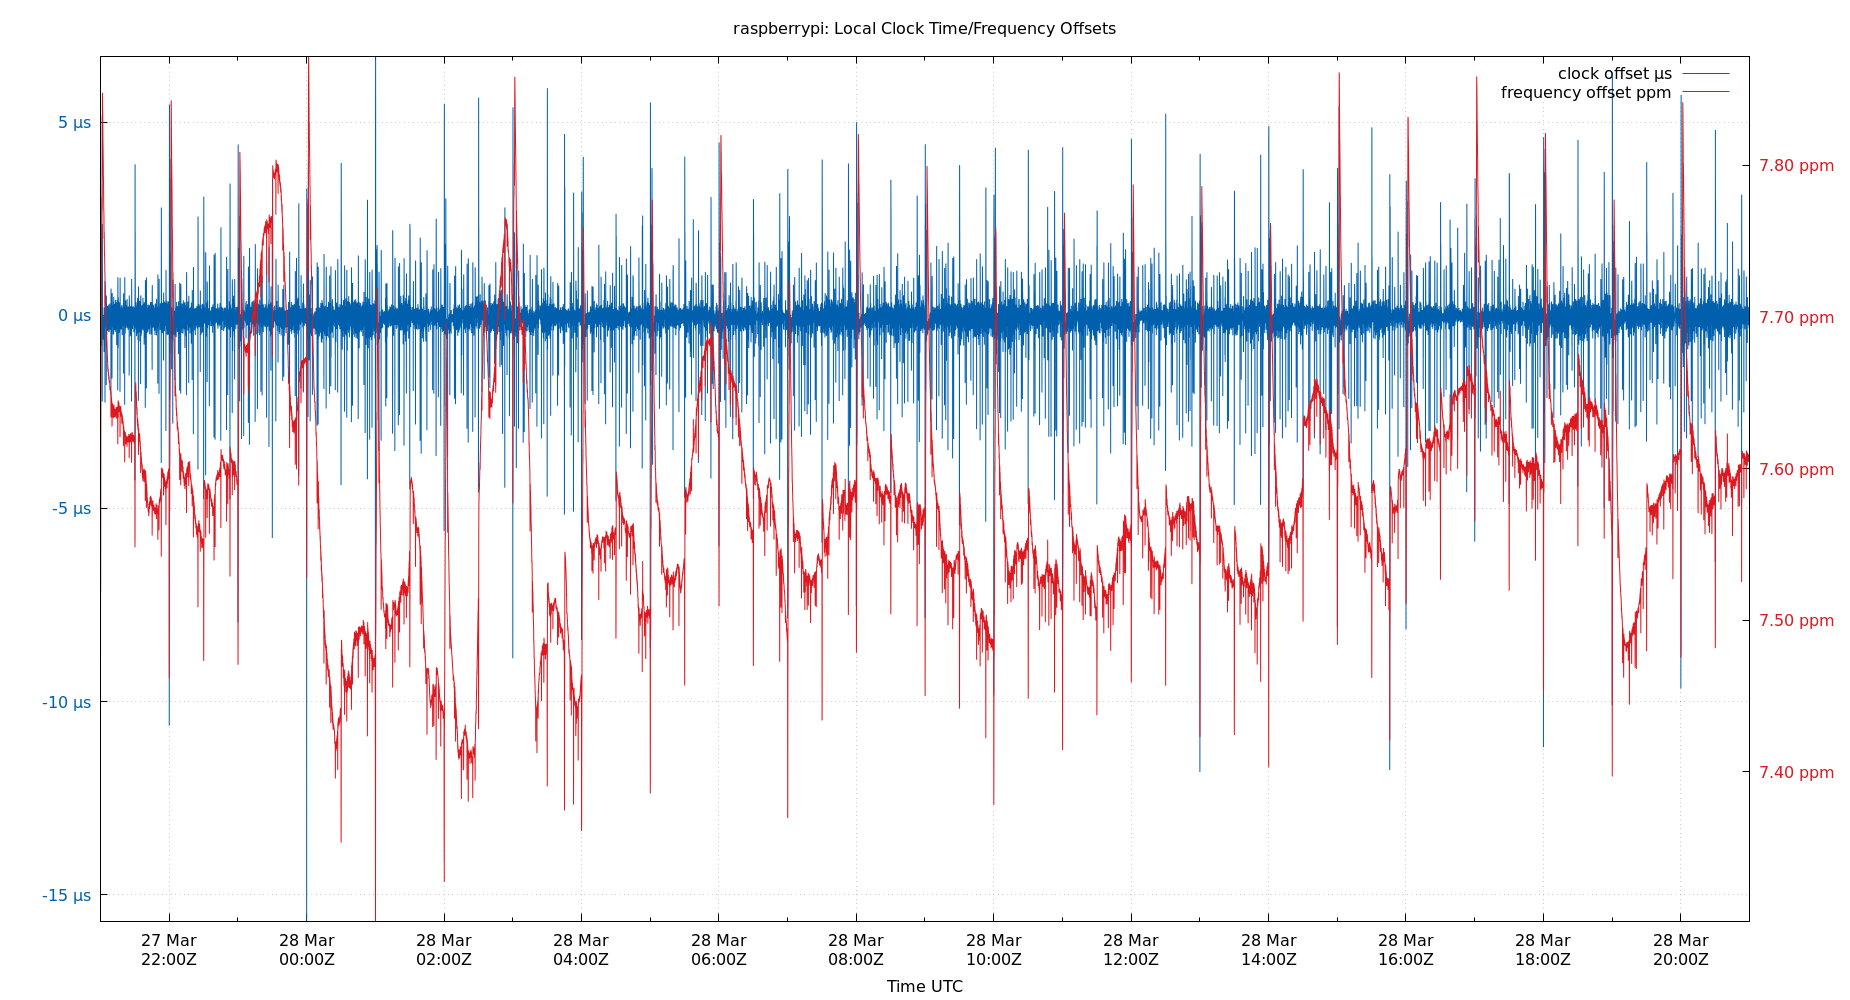 raspberrypi: Local Clock Time/Frequency Offsets
clock offset µs
frequency offset ppm
5 µs
0 µs
-5 µs
-10 µs
-15 µs
7.80 ppm
7.70 ppm
7.60 ppm
7.50 ppm
7.40 ppm
27 Mar 28 Mar 28 Mar 28 Mar 28 Mar 28 Mar 28 Mar 28 Mar 28 Mar 28 Mar 28 Mar 28 Mar
22:00Z 00:00Z 02:00Z 04:00Z 06:00Z 08:00Z 10:00Z 12:00Z 14:00Z 16:00Z 18:00Z 20:00Z
Time UTC